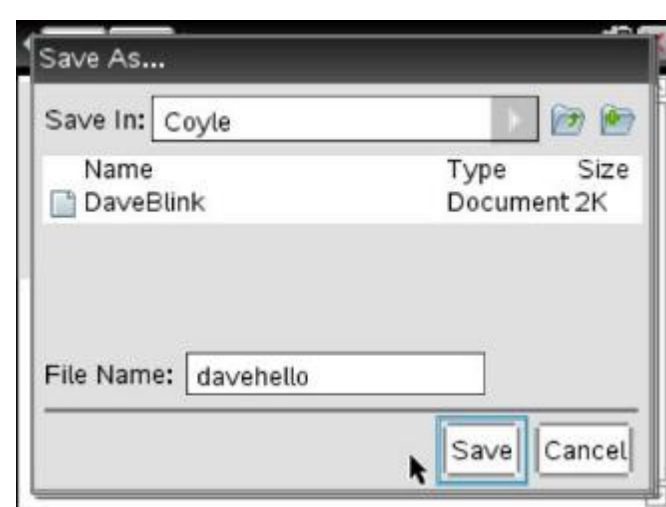 Save As...
Save In: Coyle
Name Type Size
DaveBlink Document 2K
File Name: davehello
Save Cancel